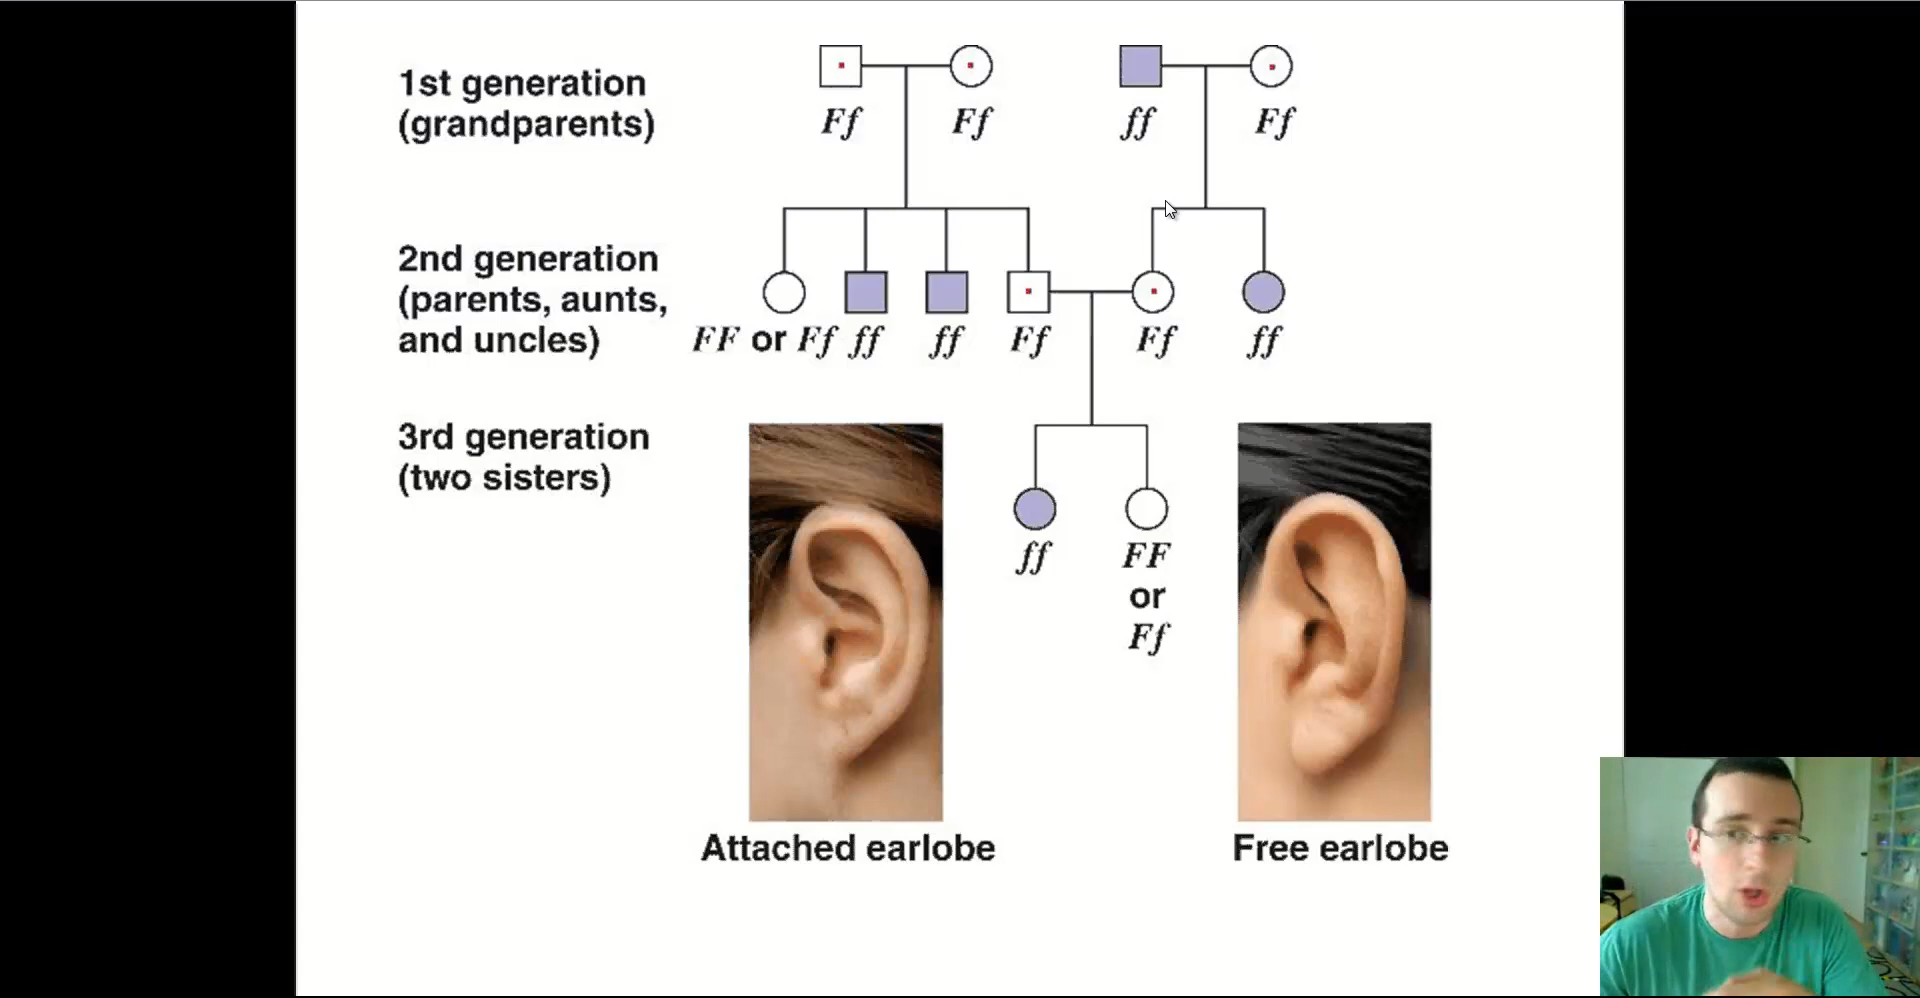 1st generation
(grandparents)
Ff Ff ff Ff
2nd generation
(parents, aunts,
and uncles)
FF or Ff ff ff Ff Ff ff
3rd generation
(two sisters)
ff FF
or
Ff
Attached earlobe Free earlobe